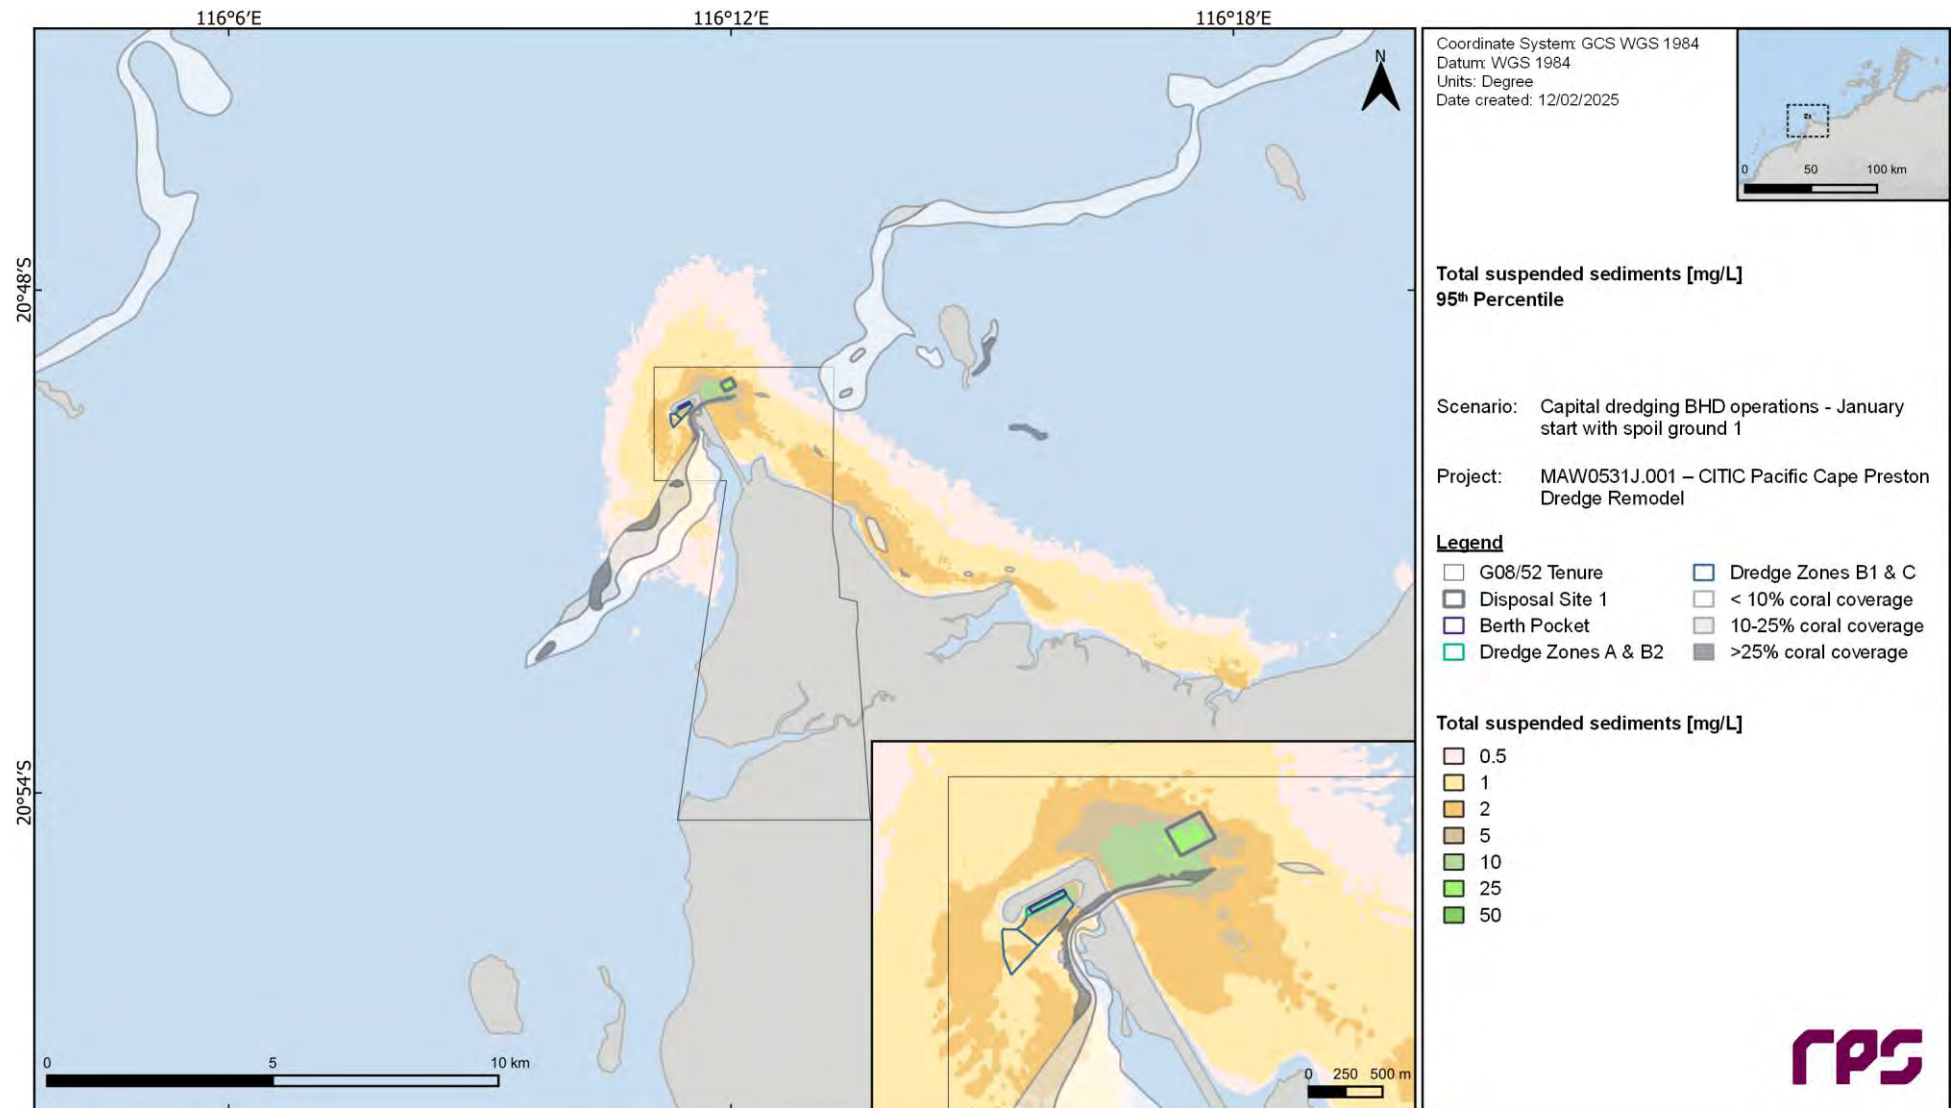 116°6'E 116°12'E 116°18'E
20°48'S
20°54'S
N
0 5 10 km
0 250 500 m
Coordinate System: GCS WGS 1984
Datum: WGS 1984
Units: Degree
Date created: 12/02/2025
0 50 100 km
Total suspended sediments [mg/L]
95th Percentile
Scenario: Capital dredging BHD operations - January
start with spoil ground 1
Project: MAW0531J.001 – CITIC Pacific Cape Preston
Dredge Remodel
Legend
G08/52 Tenure
Disposal Site 1
Berth Pocket
Dredge Zones A & B2
Dredge Zones B1 & C
< 10% coral coverage
10-25% coral coverage
>25% coral coverage
Total suspended sediments [mg/L]
0.5
1
2
5
10
25
50
rps